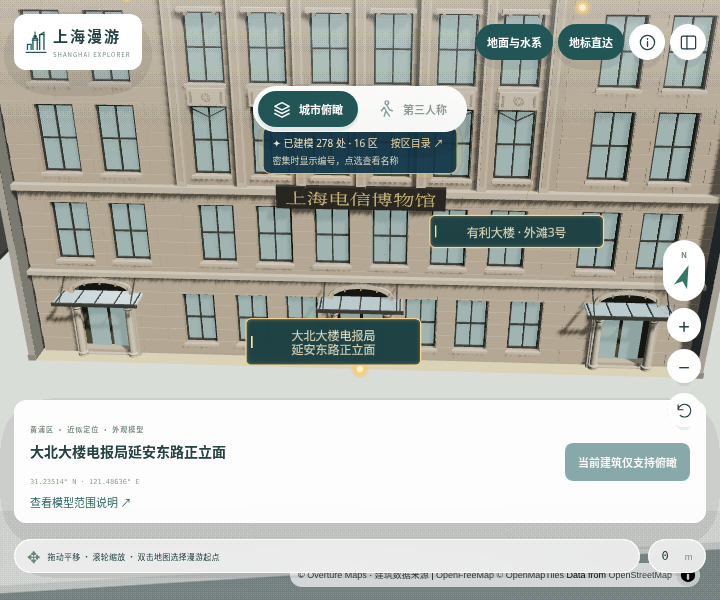 上海漫游
SHANGHAI EXPLORER
地面与水系
地标直达
城市俯瞰
第三人称
✦ 已建模 278 处 · 16 区 按区目录 ↗
密集时显示编号，点选查看名称
上海电信博物馆
有利大楼 · 外滩3号
N
大北大楼电报局
延安东路正立面
+
−
黄浦区 · 近似定位 · 外观模型
大北大楼电报局延安东路正立面
31.23514° N · 121.48636° E
查看模型范围说明 ↗
当前建筑仅支持俯瞰
拖动平移 · 滚轮缩放 · 双击地图选择漫游起点
0 m
© Overture Maps · 建筑数据来源 | OpenFreeMap © OpenMapTiles Data from OpenStreetMap